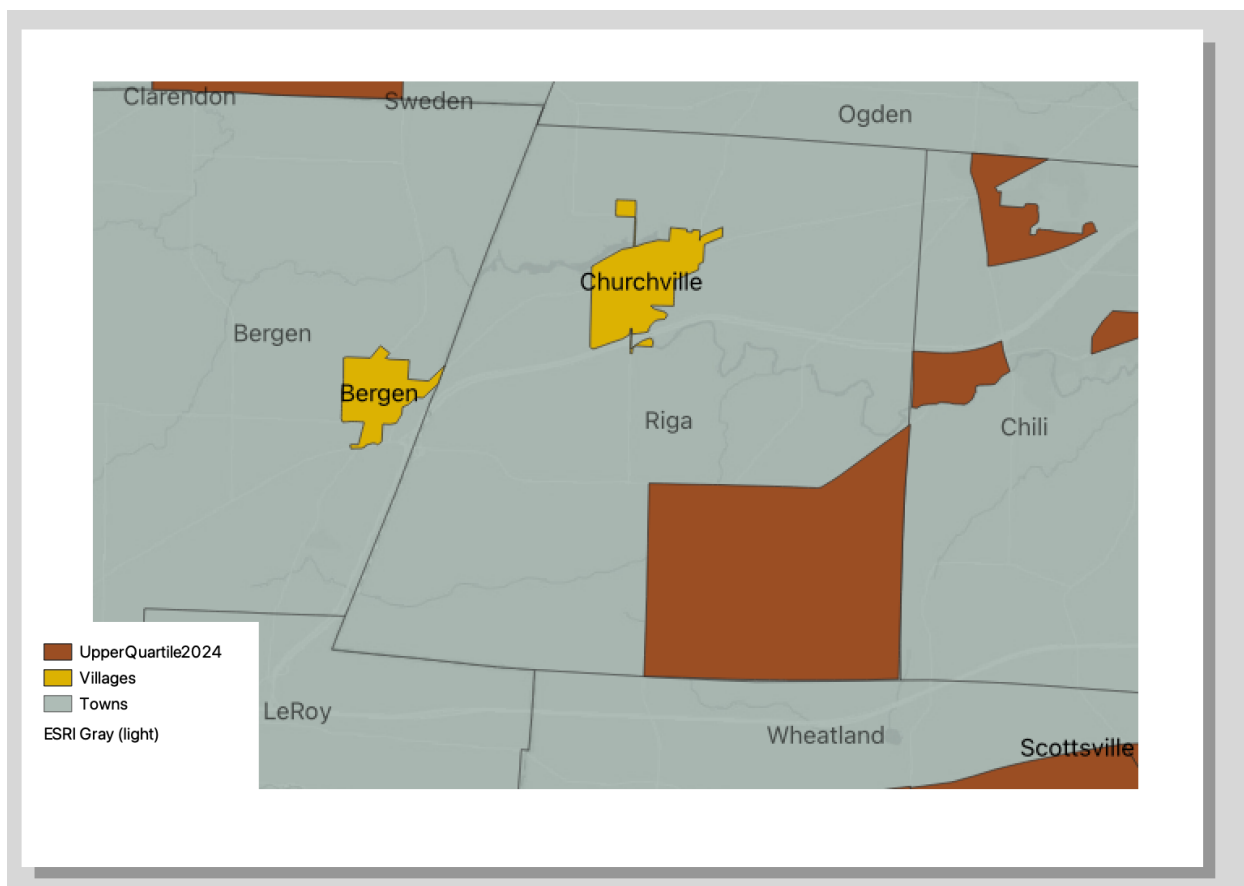 Clarendon
Sweden
Ogden
Churchville
Bergen
Bergen
Riga
Chili
UpperQuartile2024
Villages
Towns
ESRI Gray (light)
LeRoy
Wheatland
Scottsville